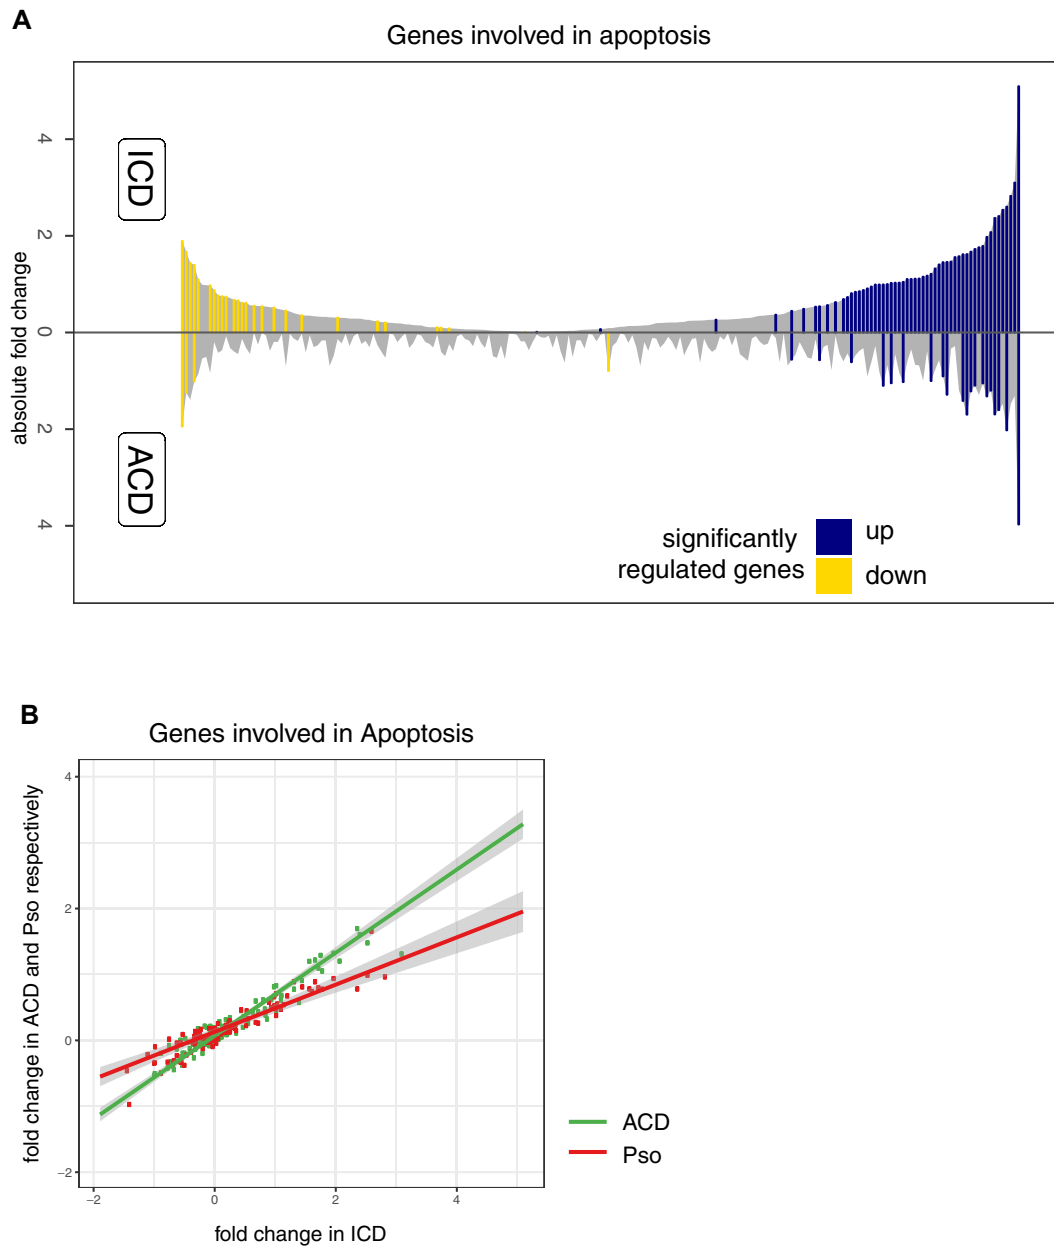 A
Genes involved in apoptosis
absolute fold change
4
2
0
2
4
ICD
ACD
significantly
regulated genes
up
down
B
Genes involved in Apoptosis
fold change in ACD and Pso respectively
4
2
0
−2
−2
0
2
4
fold change in ICD
ACD
Pso